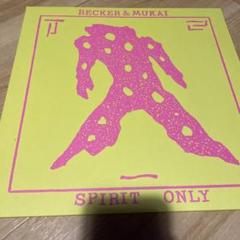 BECKER & MUKAI
SPIRIT ONLY